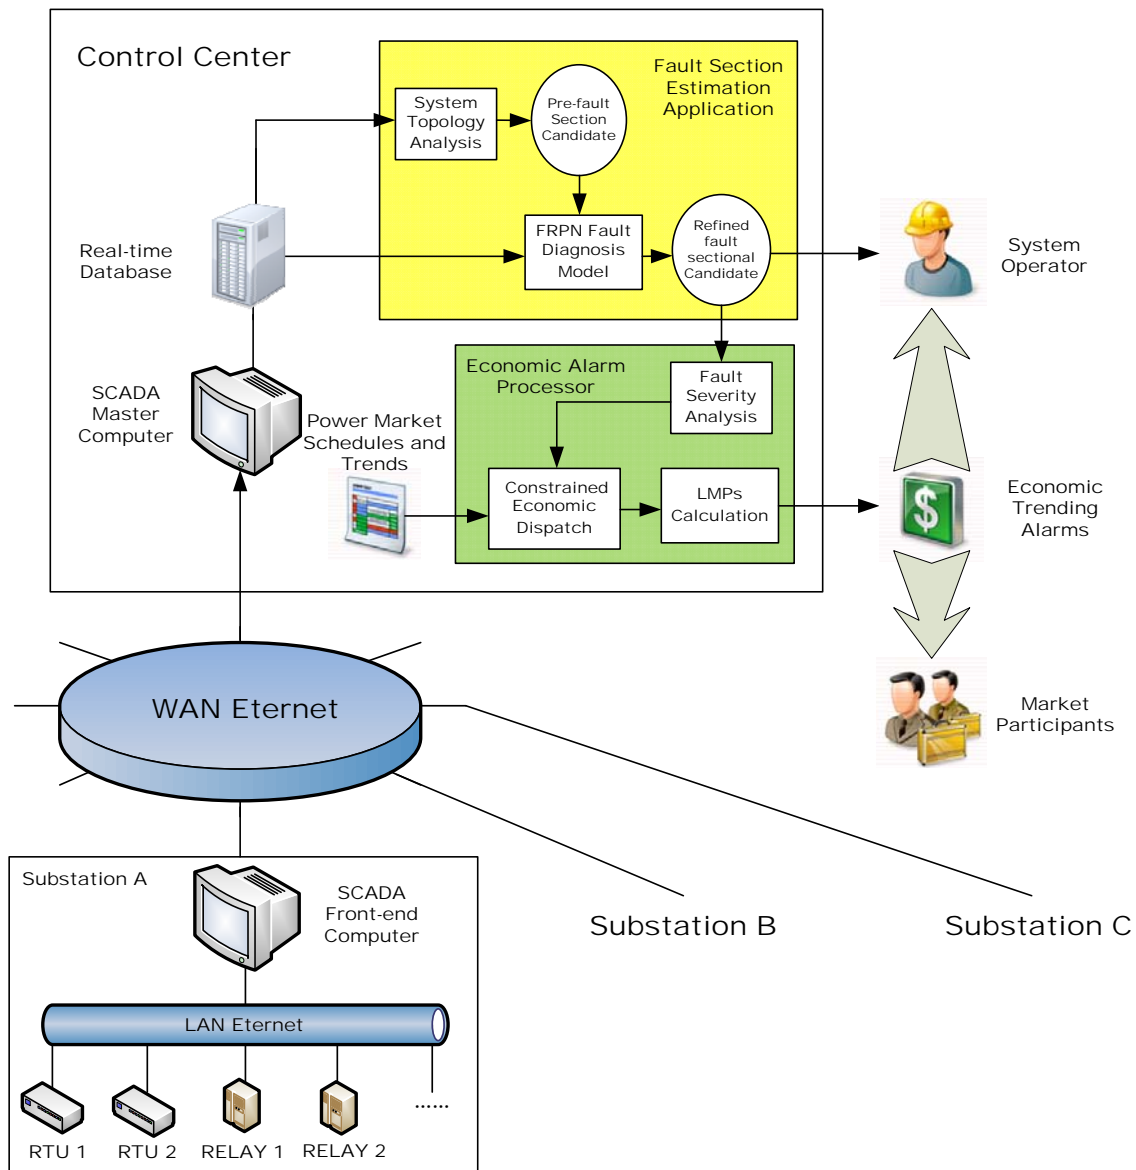 Control Center
Fault Section
Estimation
Application
System
Topology
Analysis
Pre-fault
Section
Candidate
Real-time
Database
FRPN Fault
Diagnosis
Model
Refined
fault
sectional
Candidate
System
Operator
Economic Alarm
Processor
Fault
Severity
Analysis
SCADA
Master
Computer
Power Market
Schedules and
Trends
Constrained
Economic
Dispatch
LMPs
Calculation
$
Economic
Trending
Alarms
WAN Eternet
Market
Participants
Substation A
SCADA
Front-end
Computer
Substation B
Substation C
LAN Eternet
......
RTU 1
RTU 2
RELAY 1
RELAY 2